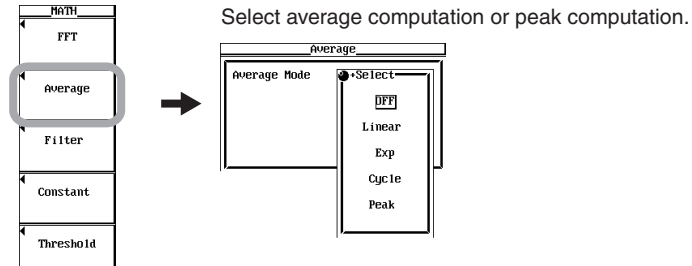 MATH
FFT
Average
Filter
Constant
Threshold
Select average computation or peak computation.
Average
Average Mode
+Select
OFF
Linear
Exp
Cycle
Peak